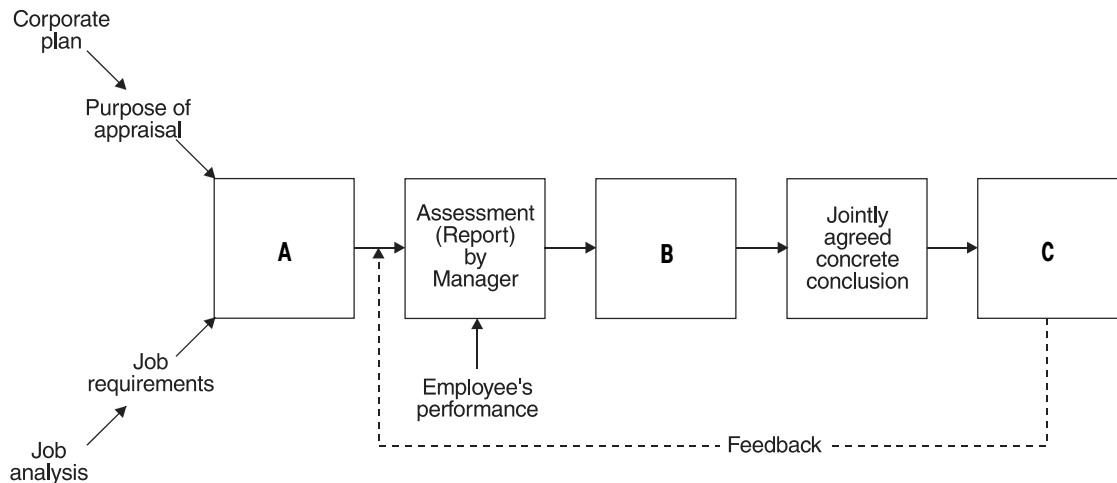 Corporate
plan
Purpose of
appraisal
A
Assessment
(Report)
by
Manager
B
Jointly
agreed
concrete
conclusion
C
Job
requirements
Employee's
performance
Job
analysis
Feedback